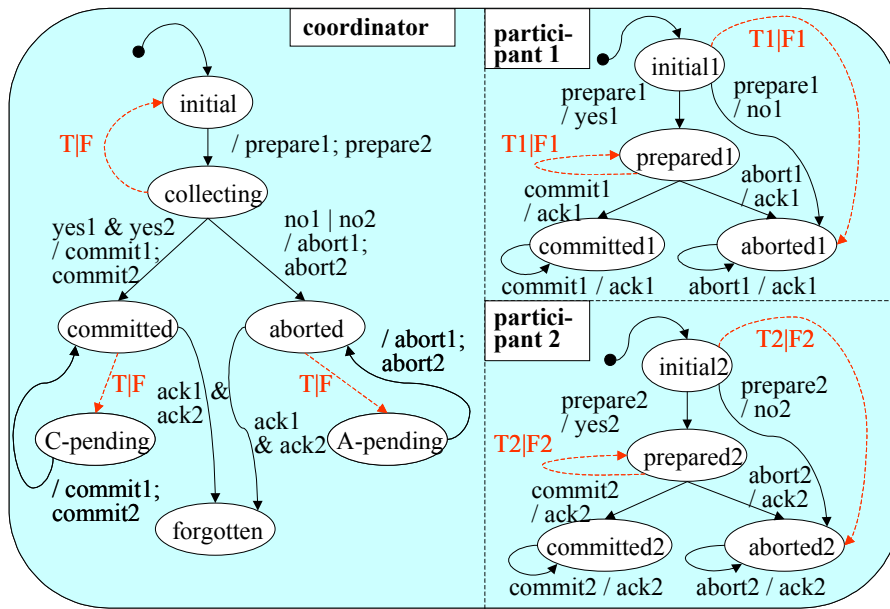 coordinator
initial
T|F
/ prepare1; prepare2
collecting
yes1 & yes2
/ commit1;
commit2
no1 | no2
/ abort1;
abort2
committed
aborted
/ abort1;
abort2
T|F
ack1 &
ack2
T|F
ack1
& ack2
C-pending
A-pending
/ commit1;
commit2
forgotten
partici-
pant 1
T1|F1
initial1
prepare1
/ yes1
prepare1
/ no1
T1|F1
prepared1
commit1
/ ack1
abort1
/ ack1
committed1
aborted1
commit1 / ack1
abort1 / ack1
partici-
pant 2
T2|F2
initial2
prepare2
/ yes2
prepare2
/ no2
T2|F2
prepared2
commit2
/ ack2
abort2
/ ack2
committed2
aborted2
commit2 / ack2
abort2 / ack2